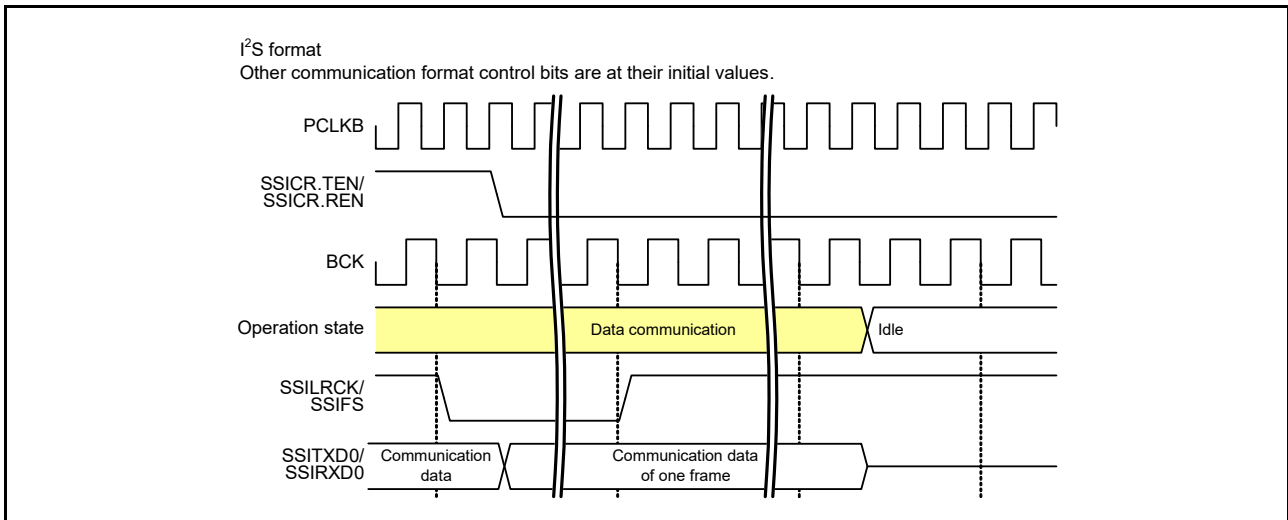 I²S format
Other communication format control bits are at their initial values.
PCLKB
SSICR.TEN/
SSICR.REN
BCK
Operation state
Data communication
Idle
SSILRCK/
SSIFS
SSITXD0/
SSIRXD0
Communication
data
Communication data
of one frame